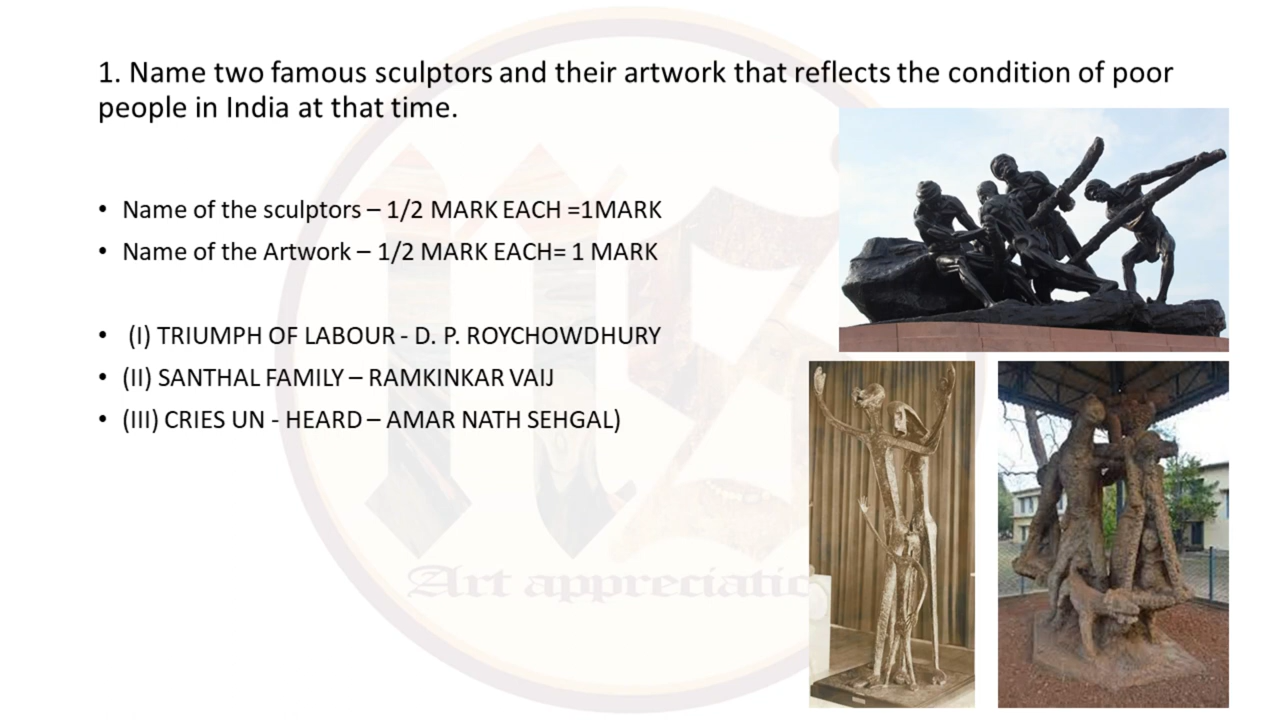 1. Name two famous sculptors and their artwork that reflects the condition of poor
people in India at that time.
• Name of the sculptors – 1/2 MARK EACH =1MARK
• Name of the Artwork – 1/2 MARK EACH= 1 MARK
• (I) TRIUMPH OF LABOUR - D. P. ROYCHOWDHURY
• (II) SANTHAL FAMILY – RAMKINKAR VAIJ
• (III) CRIES UN - HEARD – AMAR NATH SEHGAL)
Art appreciatic